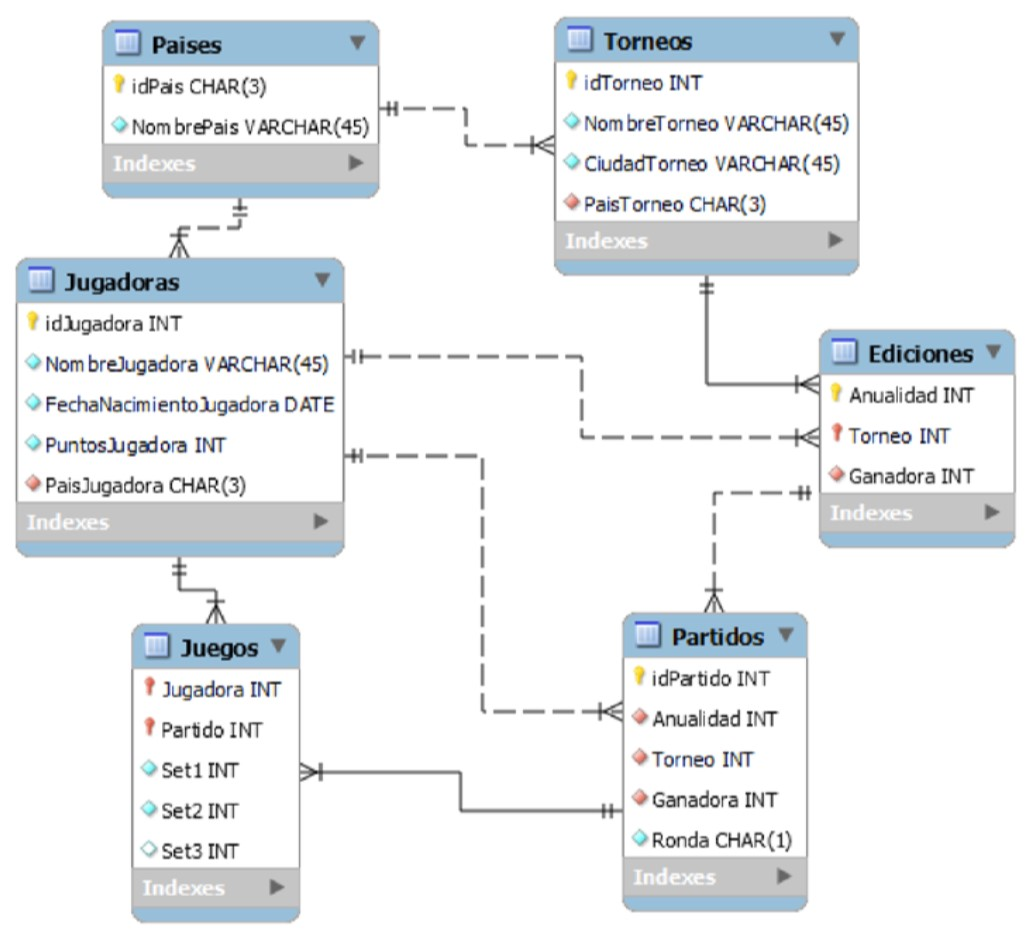 Paises
idPais CHAR(3)
NombrePais VARCHAR(45)
Indexes
Torneos
idTorneo INT
NombreTorneo VARCHAR(45)
CiudadTorneo VARCHAR(45)
PaisTorneo CHAR(3)
Indexes
Jugadoras
idJugadora INT
NombreJugadora VARCHAR(45)
FechaNacimientoJugadora DATE
PuntosJugadora INT
PaisJugadora CHAR(3)
Indexes
Ediciones
Anualidad INT
Torneo INT
Ganadora INT
Indexes
Juegos
Jugadora INT
Partido INT
Set1 INT
Set2 INT
Set3 INT
Indexes
Partidos
idPartido INT
Anualidad INT
Torneo INT
Ganadora INT
Ronda CHAR(1)
Indexes